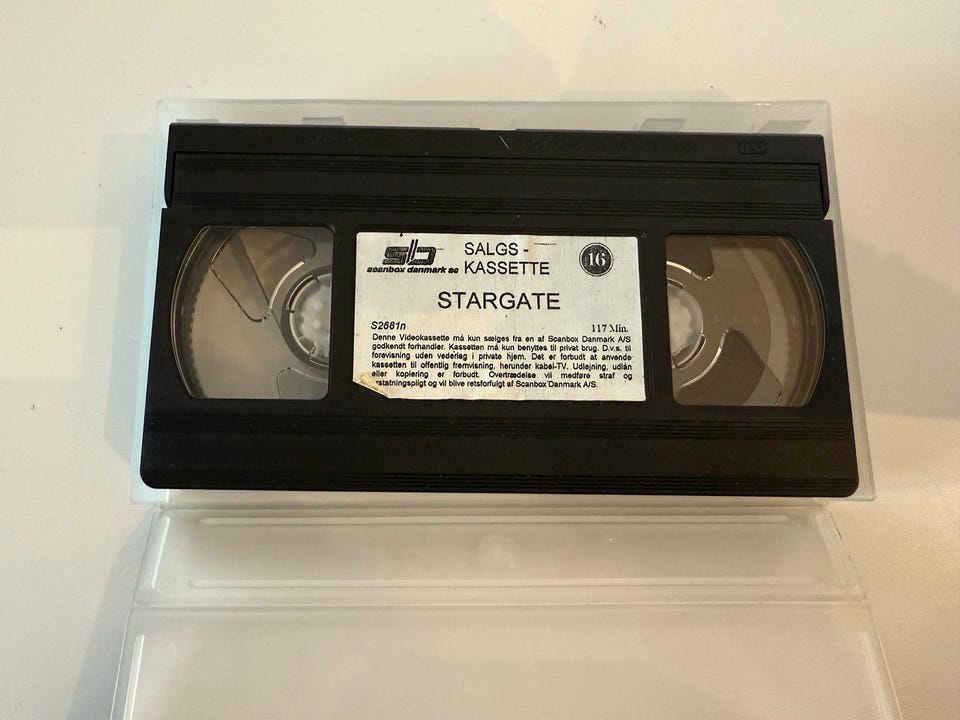 scanbox danmark as
SALGS -
KASSETTE
16
STARGATE
S2681n
117 Min.
Denne Videokassette må kun sælges fra en af Scanbox Danmark A/S
godkendt forhandler. Kassetten må kun benyttes til privat brug. D.v.s. til
forevisning uden vederlag i private hjem. Det er forbudt at anvende
kassetten til offentlig fremvisning, herunder kabel-TV. Udlejning, udlån
eller kopiering er forbudt. Overtrædelse vil medføre straf og
rstatningspligt og vil blive retsforfulgt af Scanbox Danmark A/S.